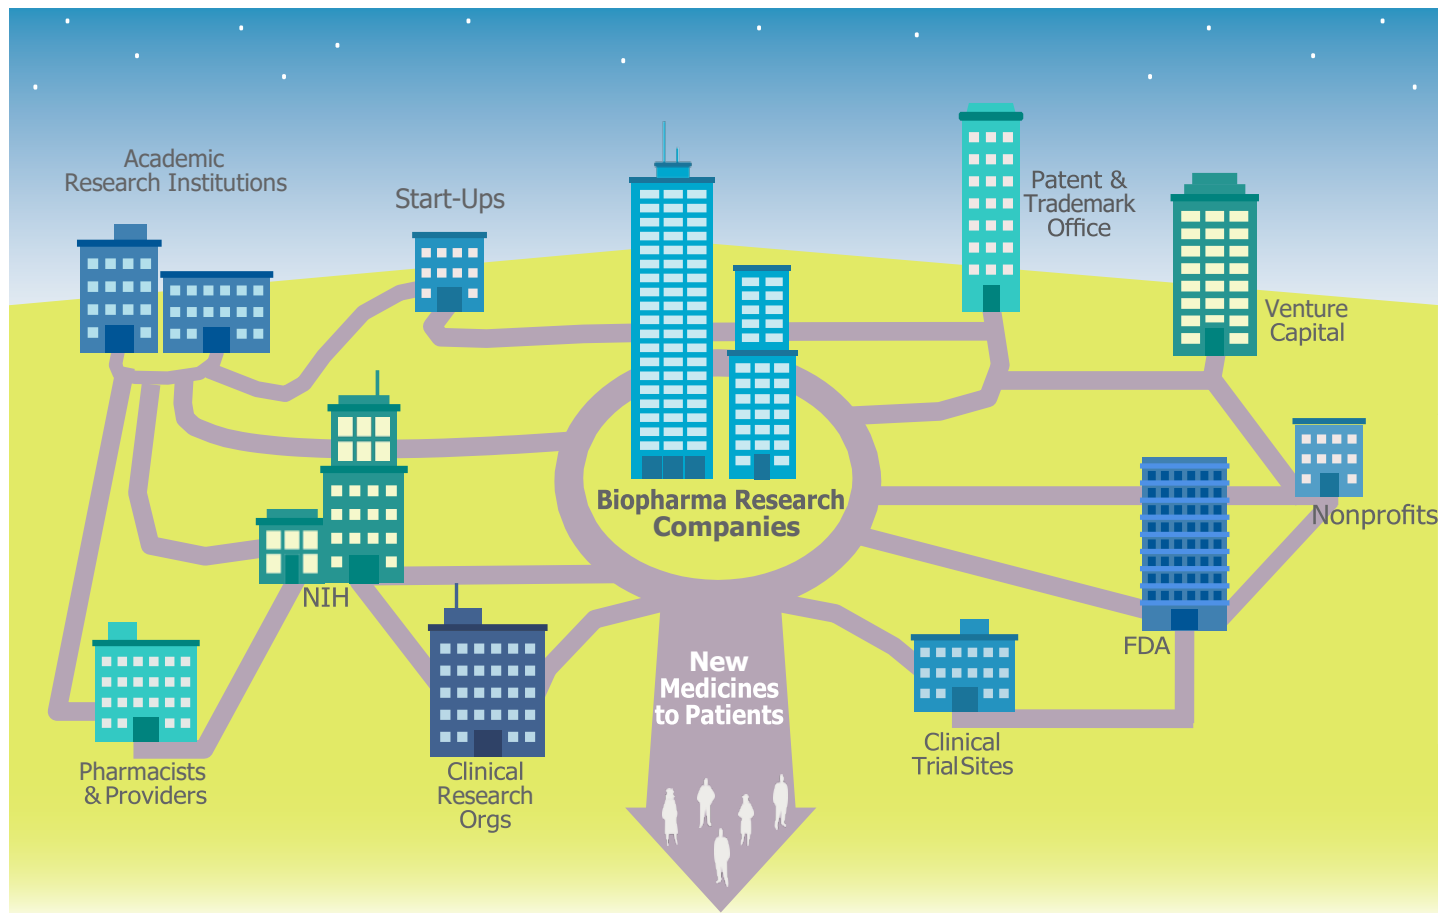 Academic
Research Institutions
Start-Ups
Patent &
Trademark
Office
Venture
Capital
Biopharma Research
Companies
Nonprofits
NIH
FDA
New
Medicines
to Patients
Pharmacists
& Providers
Clinical
Research
Orgs
Clinical
Trial Sites